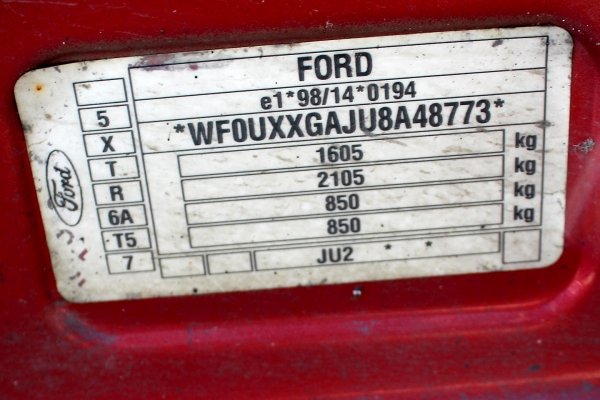 FORD
e1*98/14*0194
*WF0UXXGAJU8A48773*
5
X
1605 kg
T
2105 kg
R
850 kg
6A
850 kg
T5
7
JU2 * *
Ford